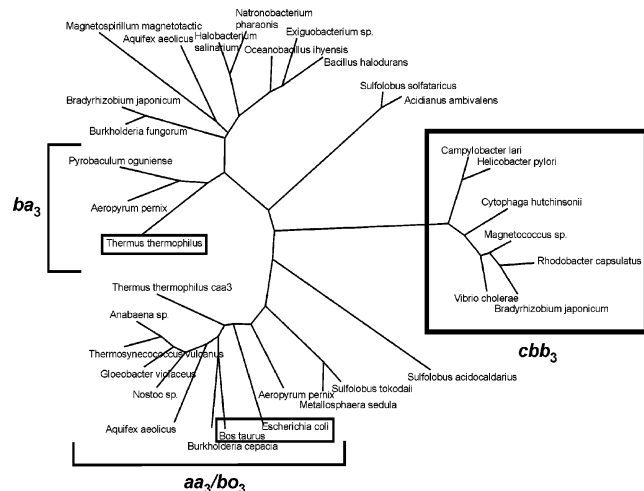 Natronobacterium
pharaonis
Magnetospirillum magnetotactic
Halobacterium
salinarium
Exiguobacterium sp.
Aquifex aeolicus
Oceanobacillus ihyensis
Bacillus halodurans
Sulfolobus solfataricus
Acidianus ambivalens
Bradyrhizobium japonicum
Burkholderia fungorum
Pyrobaculum oguniense
Aeropyrum pernix
Thermus thermophilus
ba3
Campylobacter lari
Helicobacter pylori
Cytophaga hutchinsonii
Magnetococcus sp.
Rhodobacter capsulatus
Vibrio cholerae
Bradyrhizobium japonicum
cbb3
Thermus thermophilus caa3
Anabaena sp.
Thermosynecococcus vulcanus
Gloeobacter violaceus
Nostoc sp.
Aquifex aeolicus
Sulfolobus acidocaldarius
Sulfolobus tokodaii
Aeropyrum pernix
Metallosphaera sedula
Escherichia coli
Bos taurus
Burkholderia cepacia
aa3/bo3